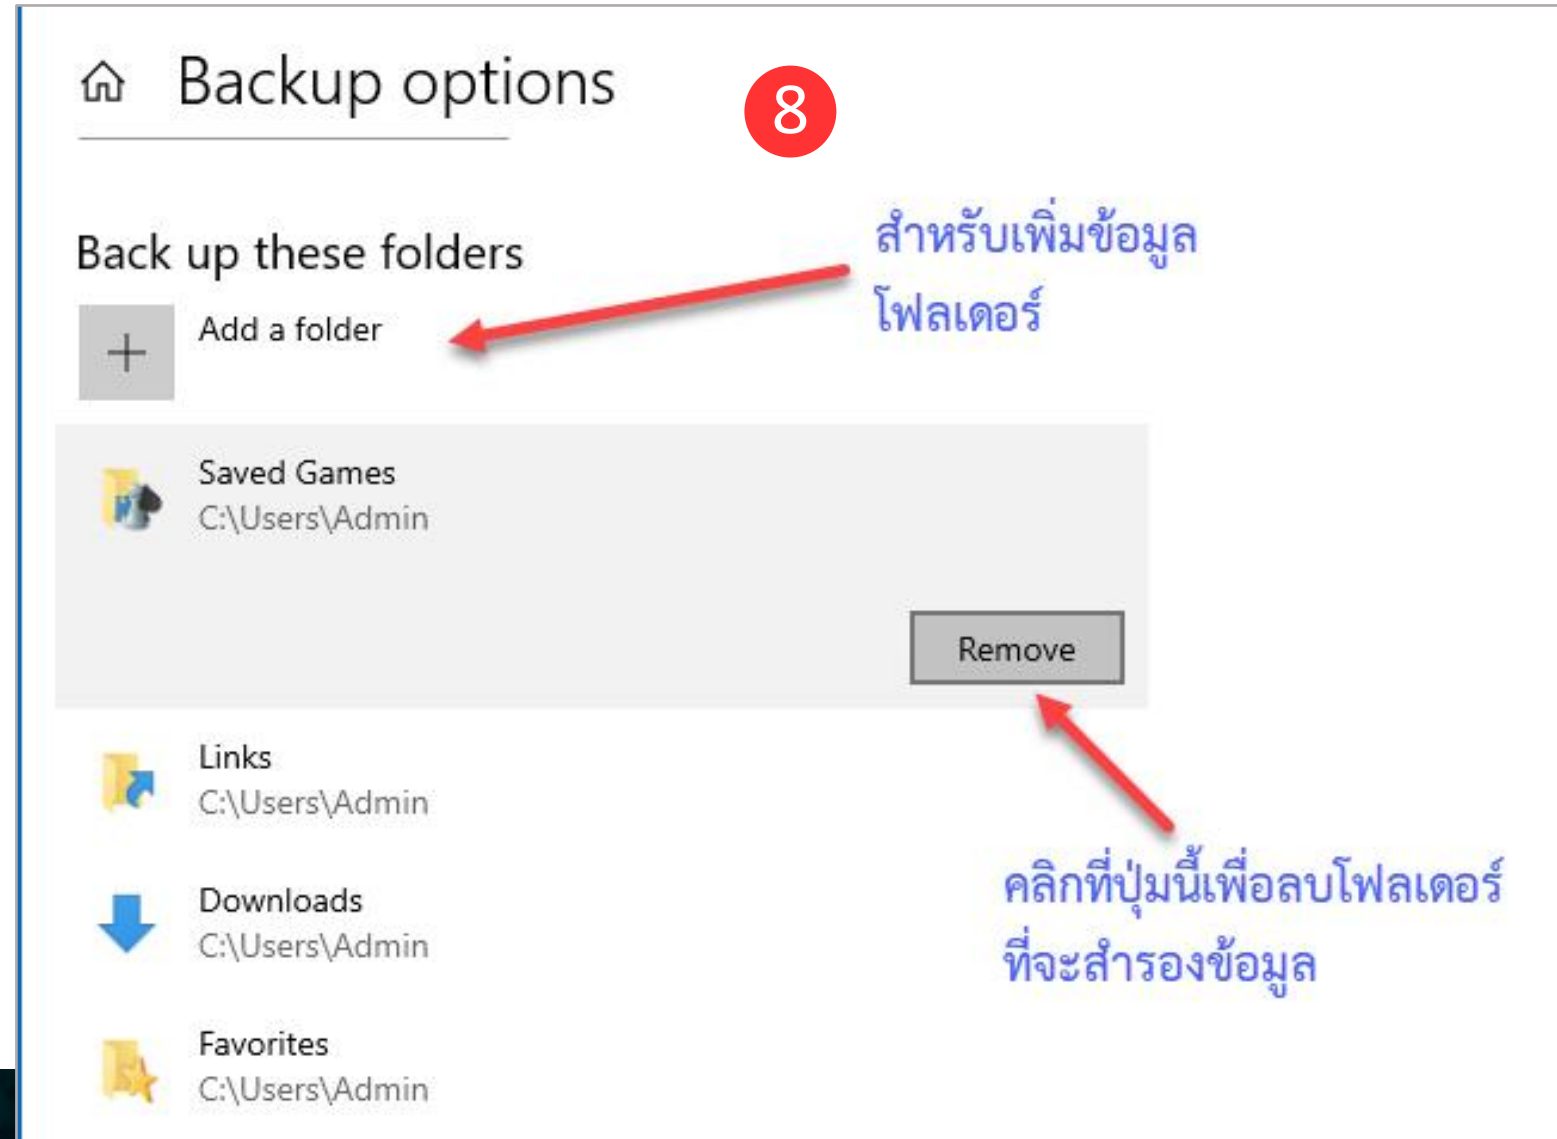 Backup options
8
Back up these folders
สำหรับเพิ่มข้อมูล
โฟลเดอร์
Add a folder
Saved Games
C:\Users\Admin
Remove
Links
C:\Users\Admin
คลิกที่ปุ่มนี้เพื่อลบโฟลเดอร์
ที่จะสำรองข้อมูล
Downloads
C:\Users\Admin
Favorites
C:\Users\Admin